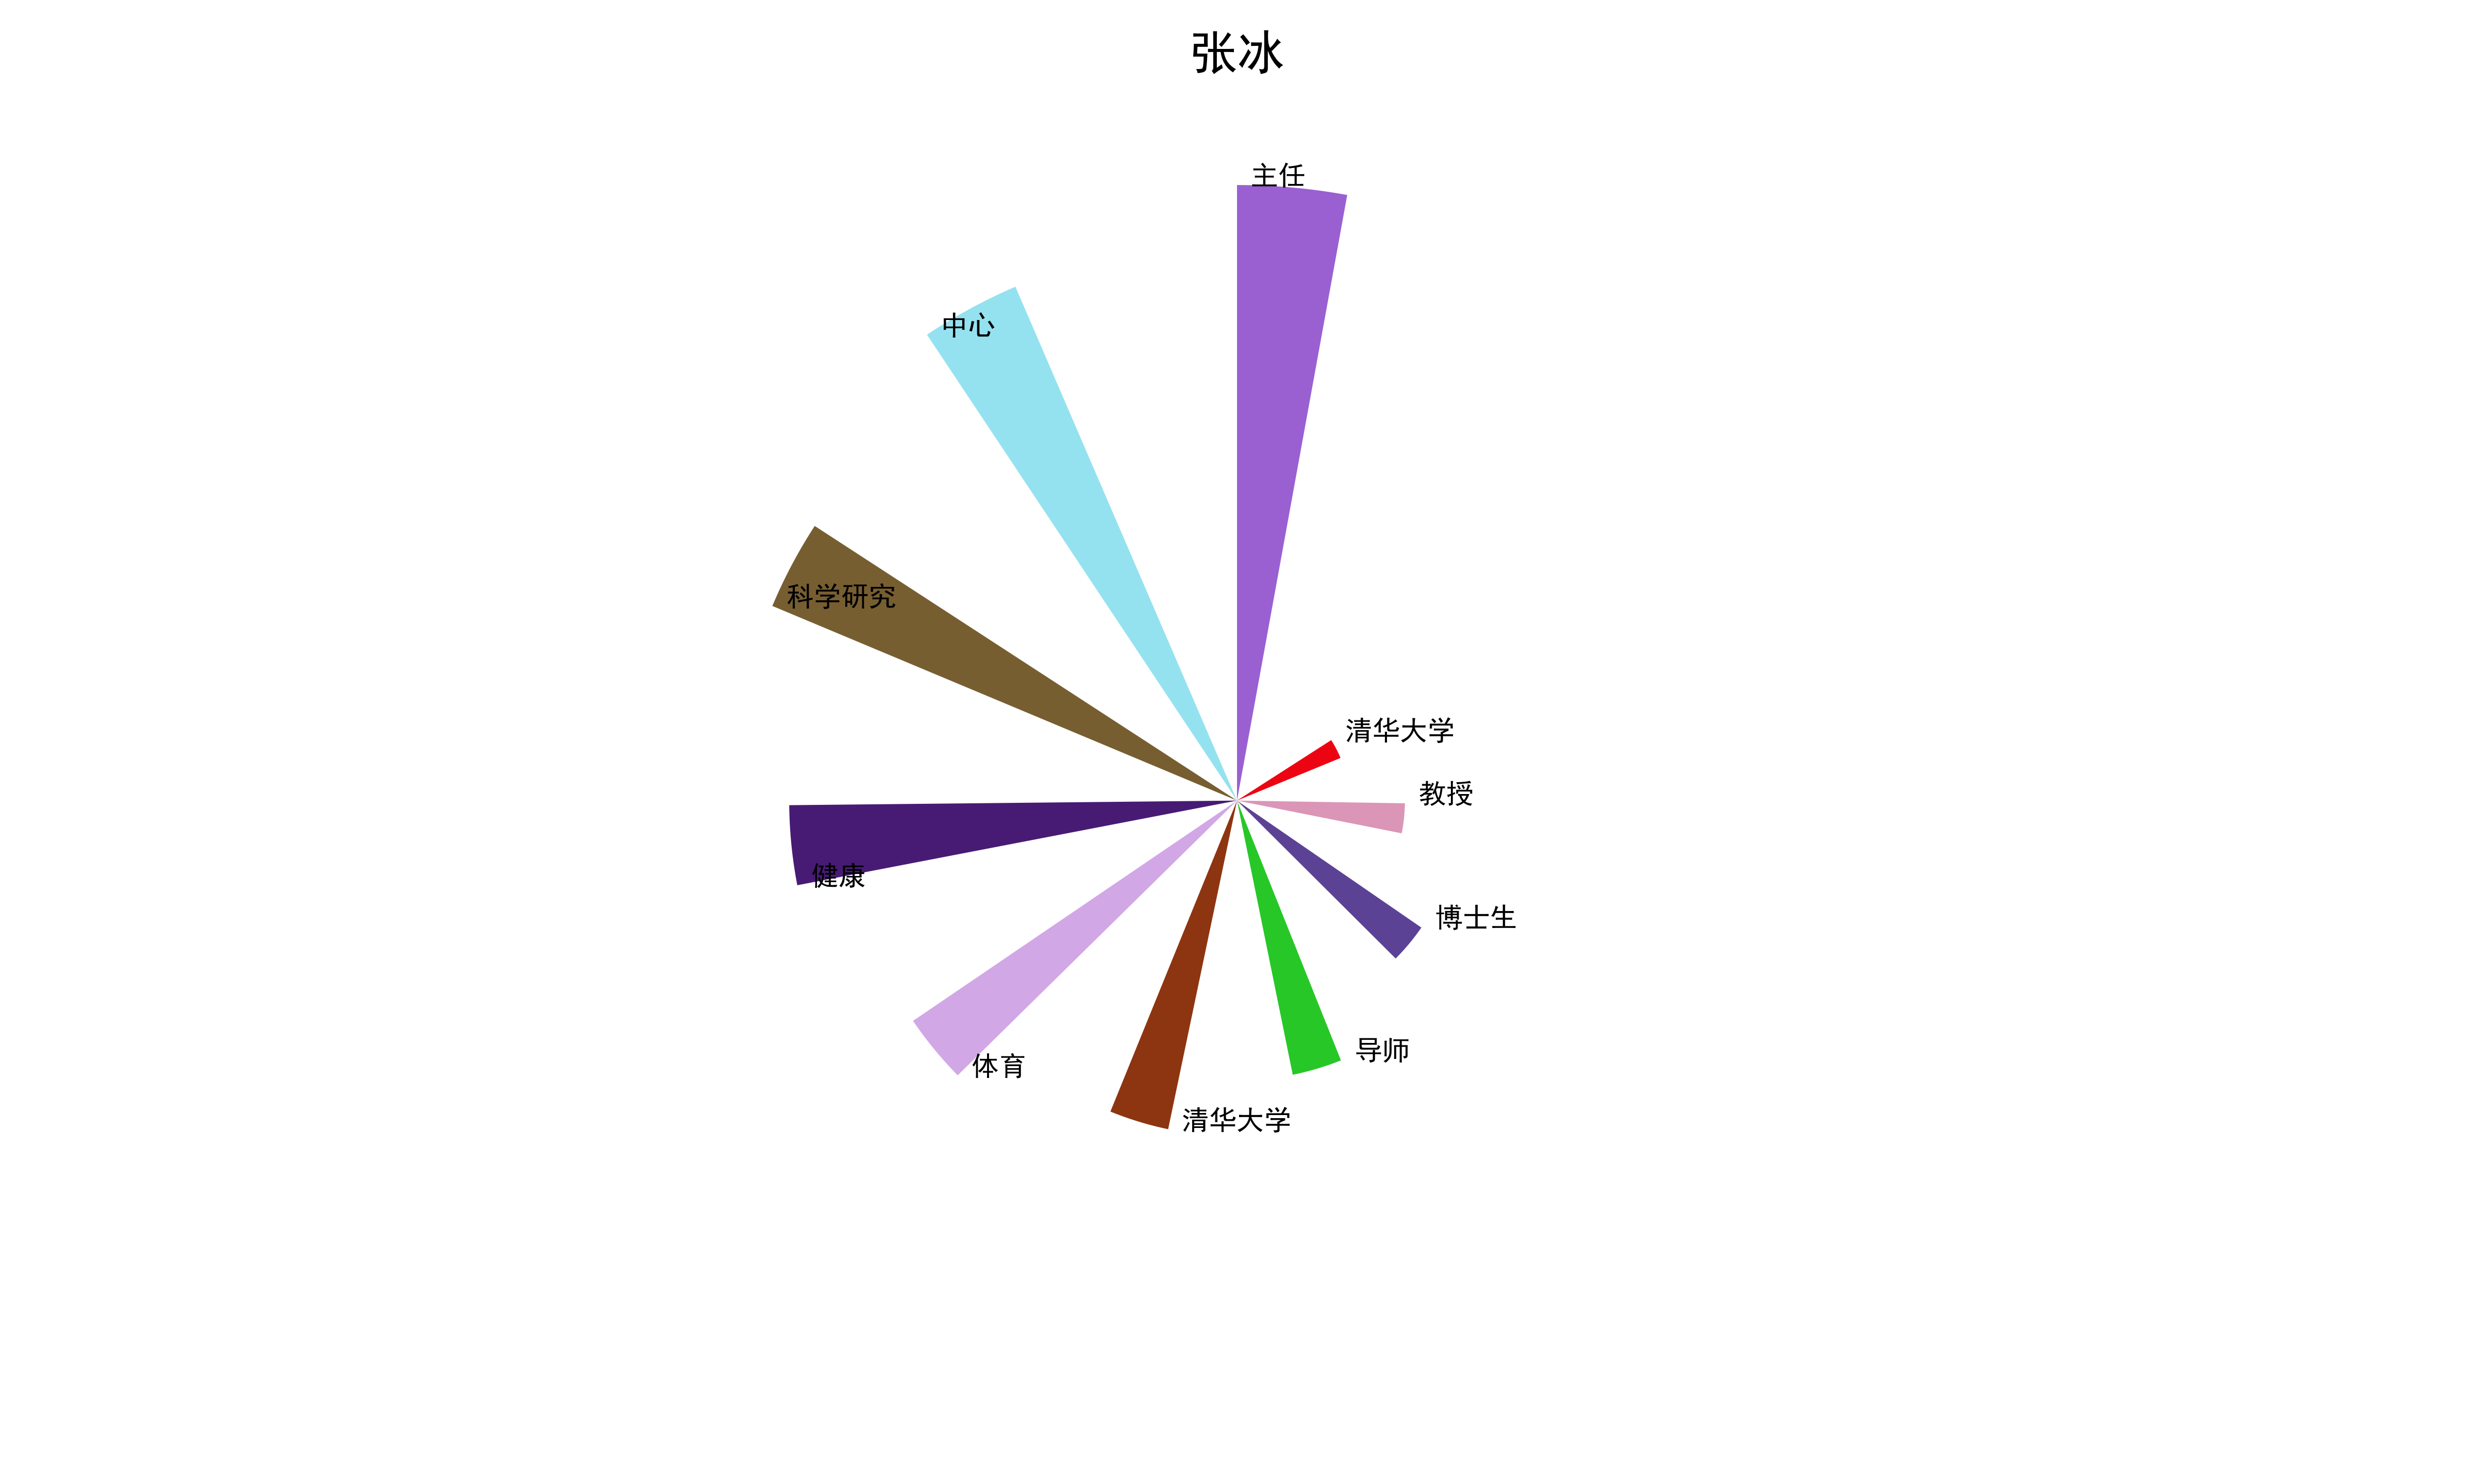 张冰
主任
中心
科学研究
清华大学
教授
健康
博士生
导师
体育
清华大学